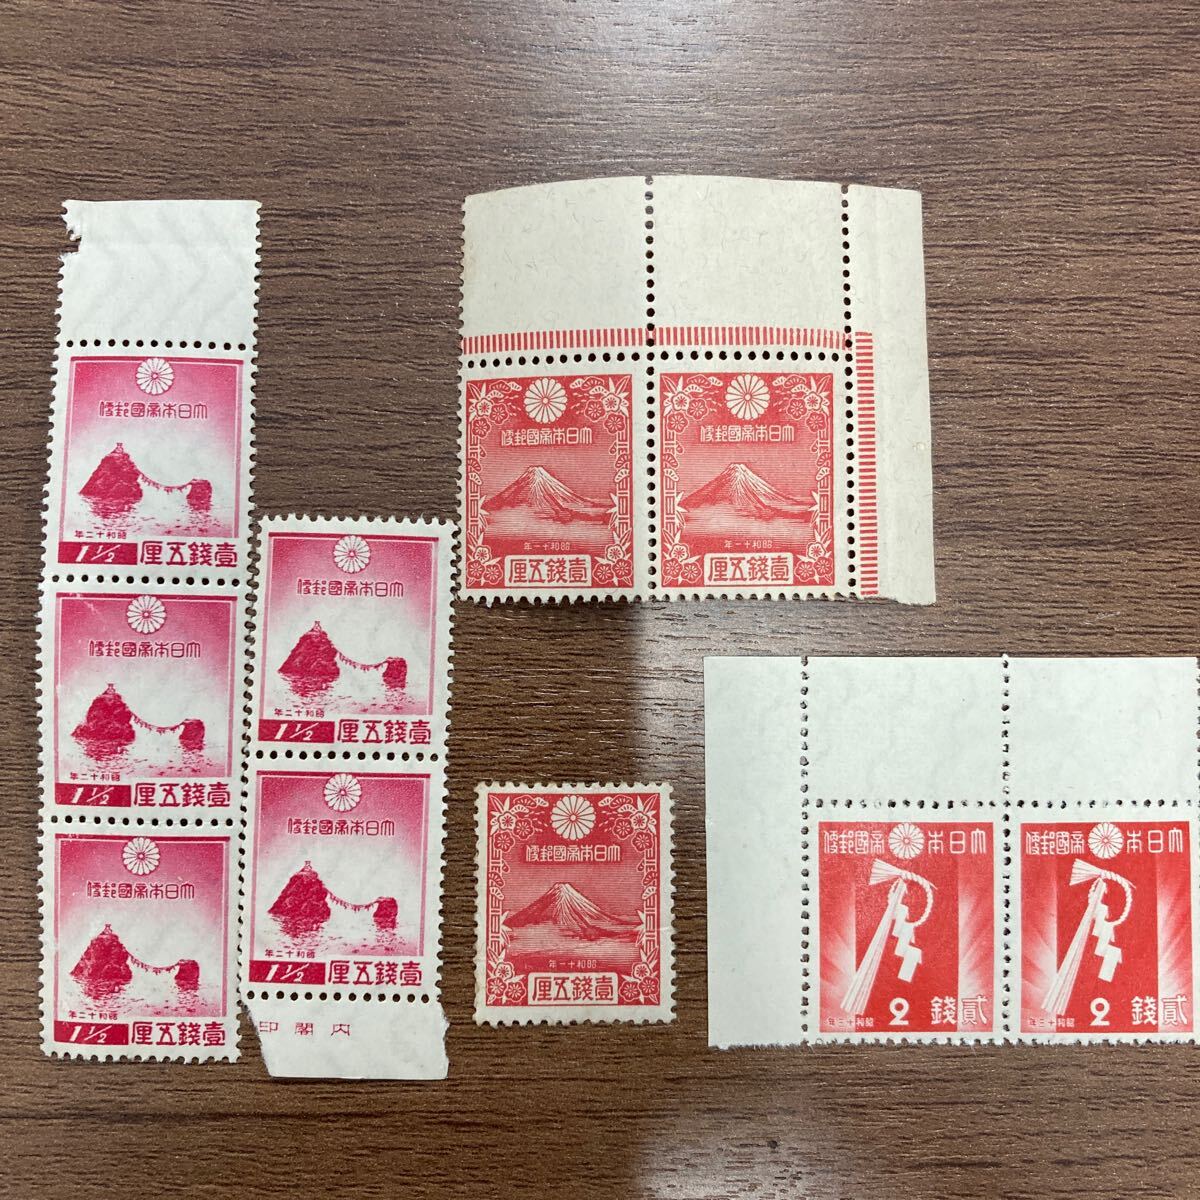 大日本帝國郵便
昭和十二年
壹錢五厘
1½
大日本帝國郵便
昭和十二年
壹錢五厘
1½
大日本帝國郵便
昭和十二年
壹錢五厘
1½
大日本帝國郵便
昭和十二年
壹錢五厘
1½
大日本帝國郵便
昭和十二年
壹錢五厘
1½
内閣印
大日本帝國郵便
昭和十一年
壹錢五厘
大日本帝國郵便
昭和十一年
壹錢五厘
大日本帝國郵便
昭和十一年
壹錢五厘
大日本帝國郵便
昭和十三年
貳錢 2
大日本帝國郵便
昭和十三年
貳錢 2